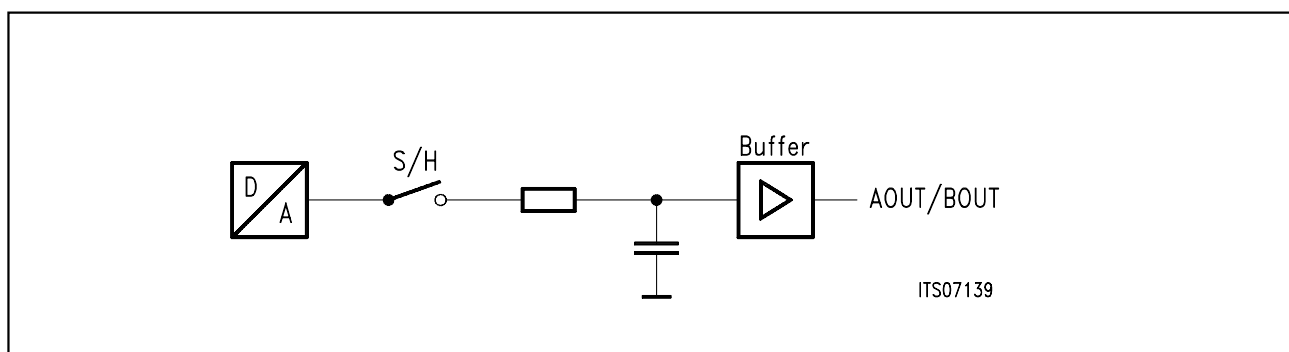 Buffer
S/H
D
A
AOUT/BOUT
ITS07139